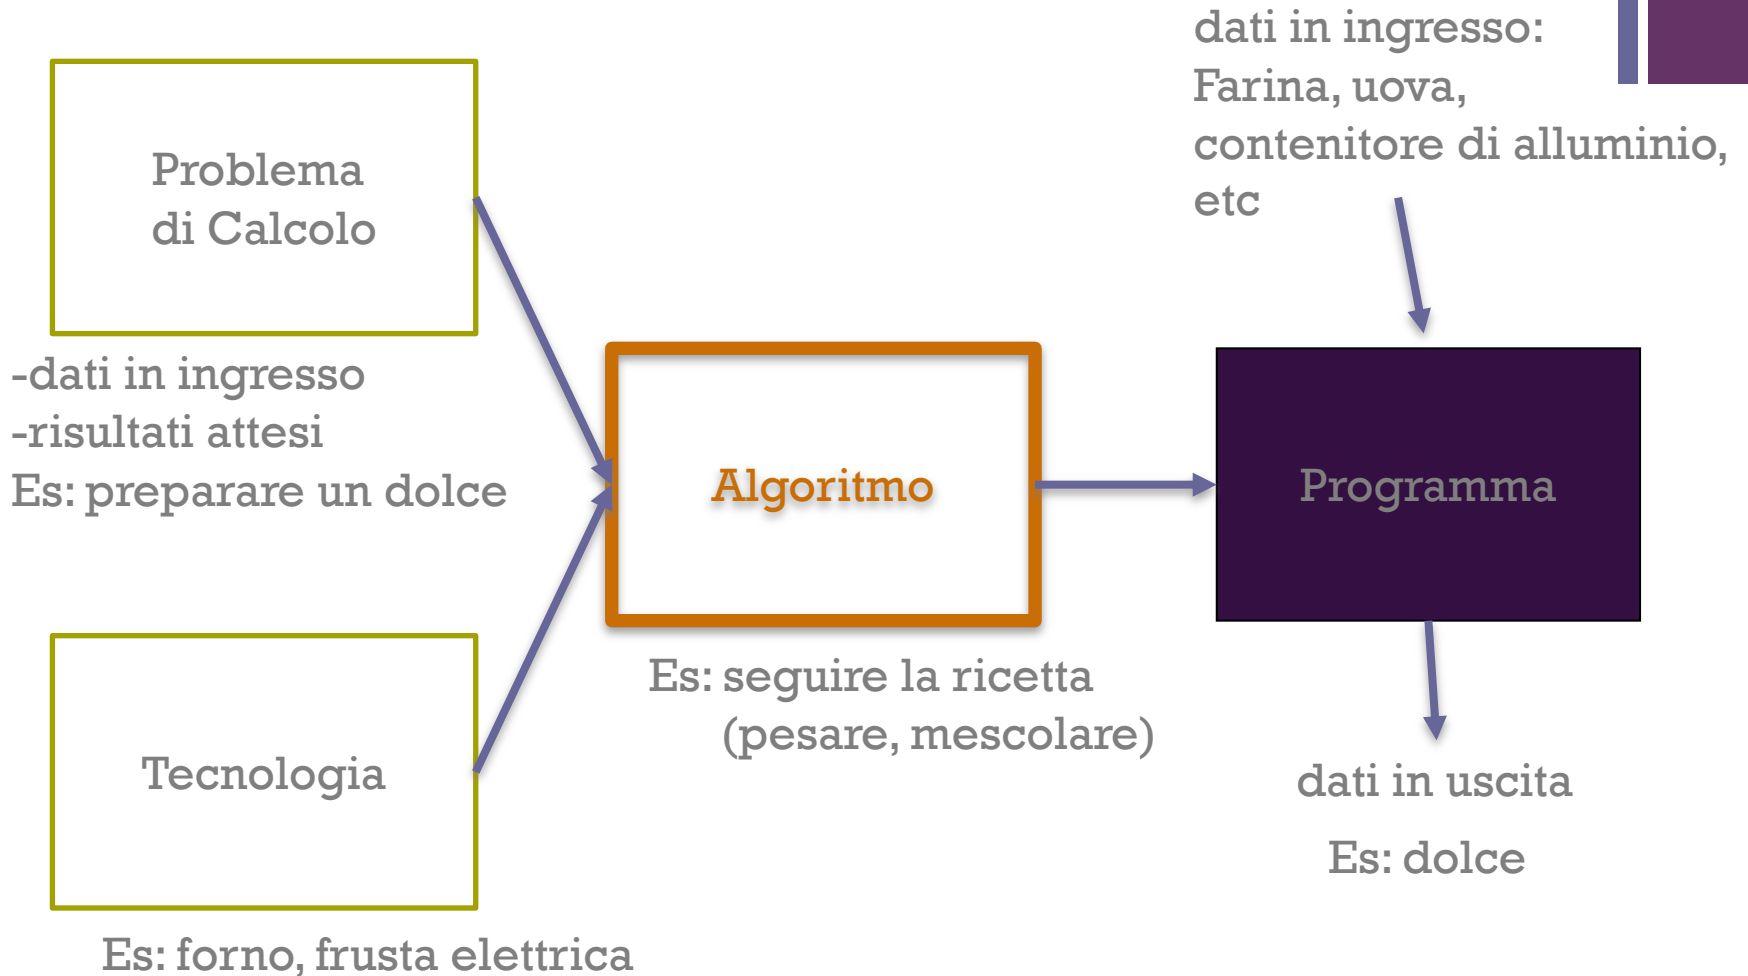 Problema
di Calcolo
-dati in ingresso
-risultati attesi
Es: preparare un dolce
Tecnologia
Es: forno, frusta elettrica
Algoritmo
Es: seguire la ricetta
(pesare, mescolare)
dati in ingresso:
Farina, uova,
contenitore di alluminio,
etc
Programma
dati in uscita
Es: dolce